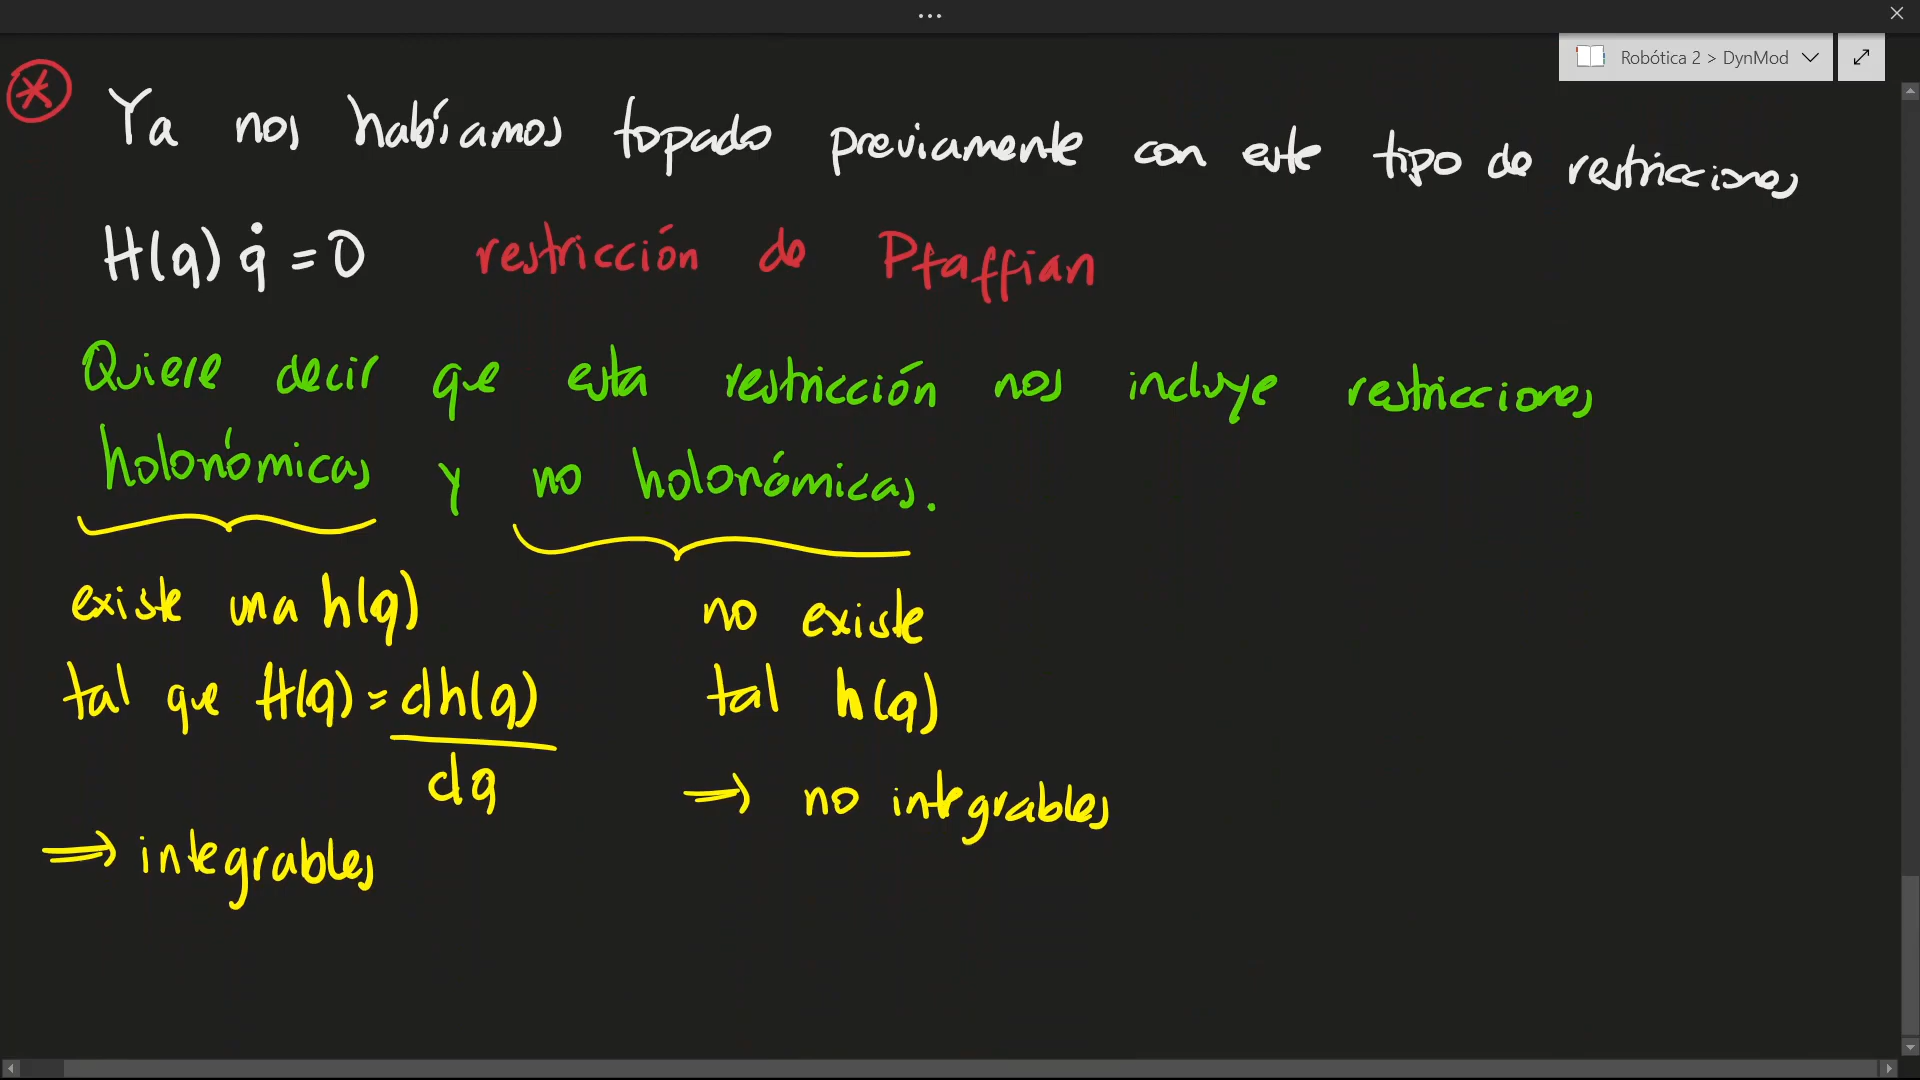 ...
Robótica 2 > DynMod
Ya nos habíamos topado previamente con este tipo de restricciones
H(q) q̇ = 0 restricción de Pfaffian
Quiere decir que esta restricción nos incluye restricciones
holonómicas y no holonómicas.
existe una h(q) no existe
tal que H(q) = dh(q) tal h(q)
dq
⇒ no integrables
⇒ integrables